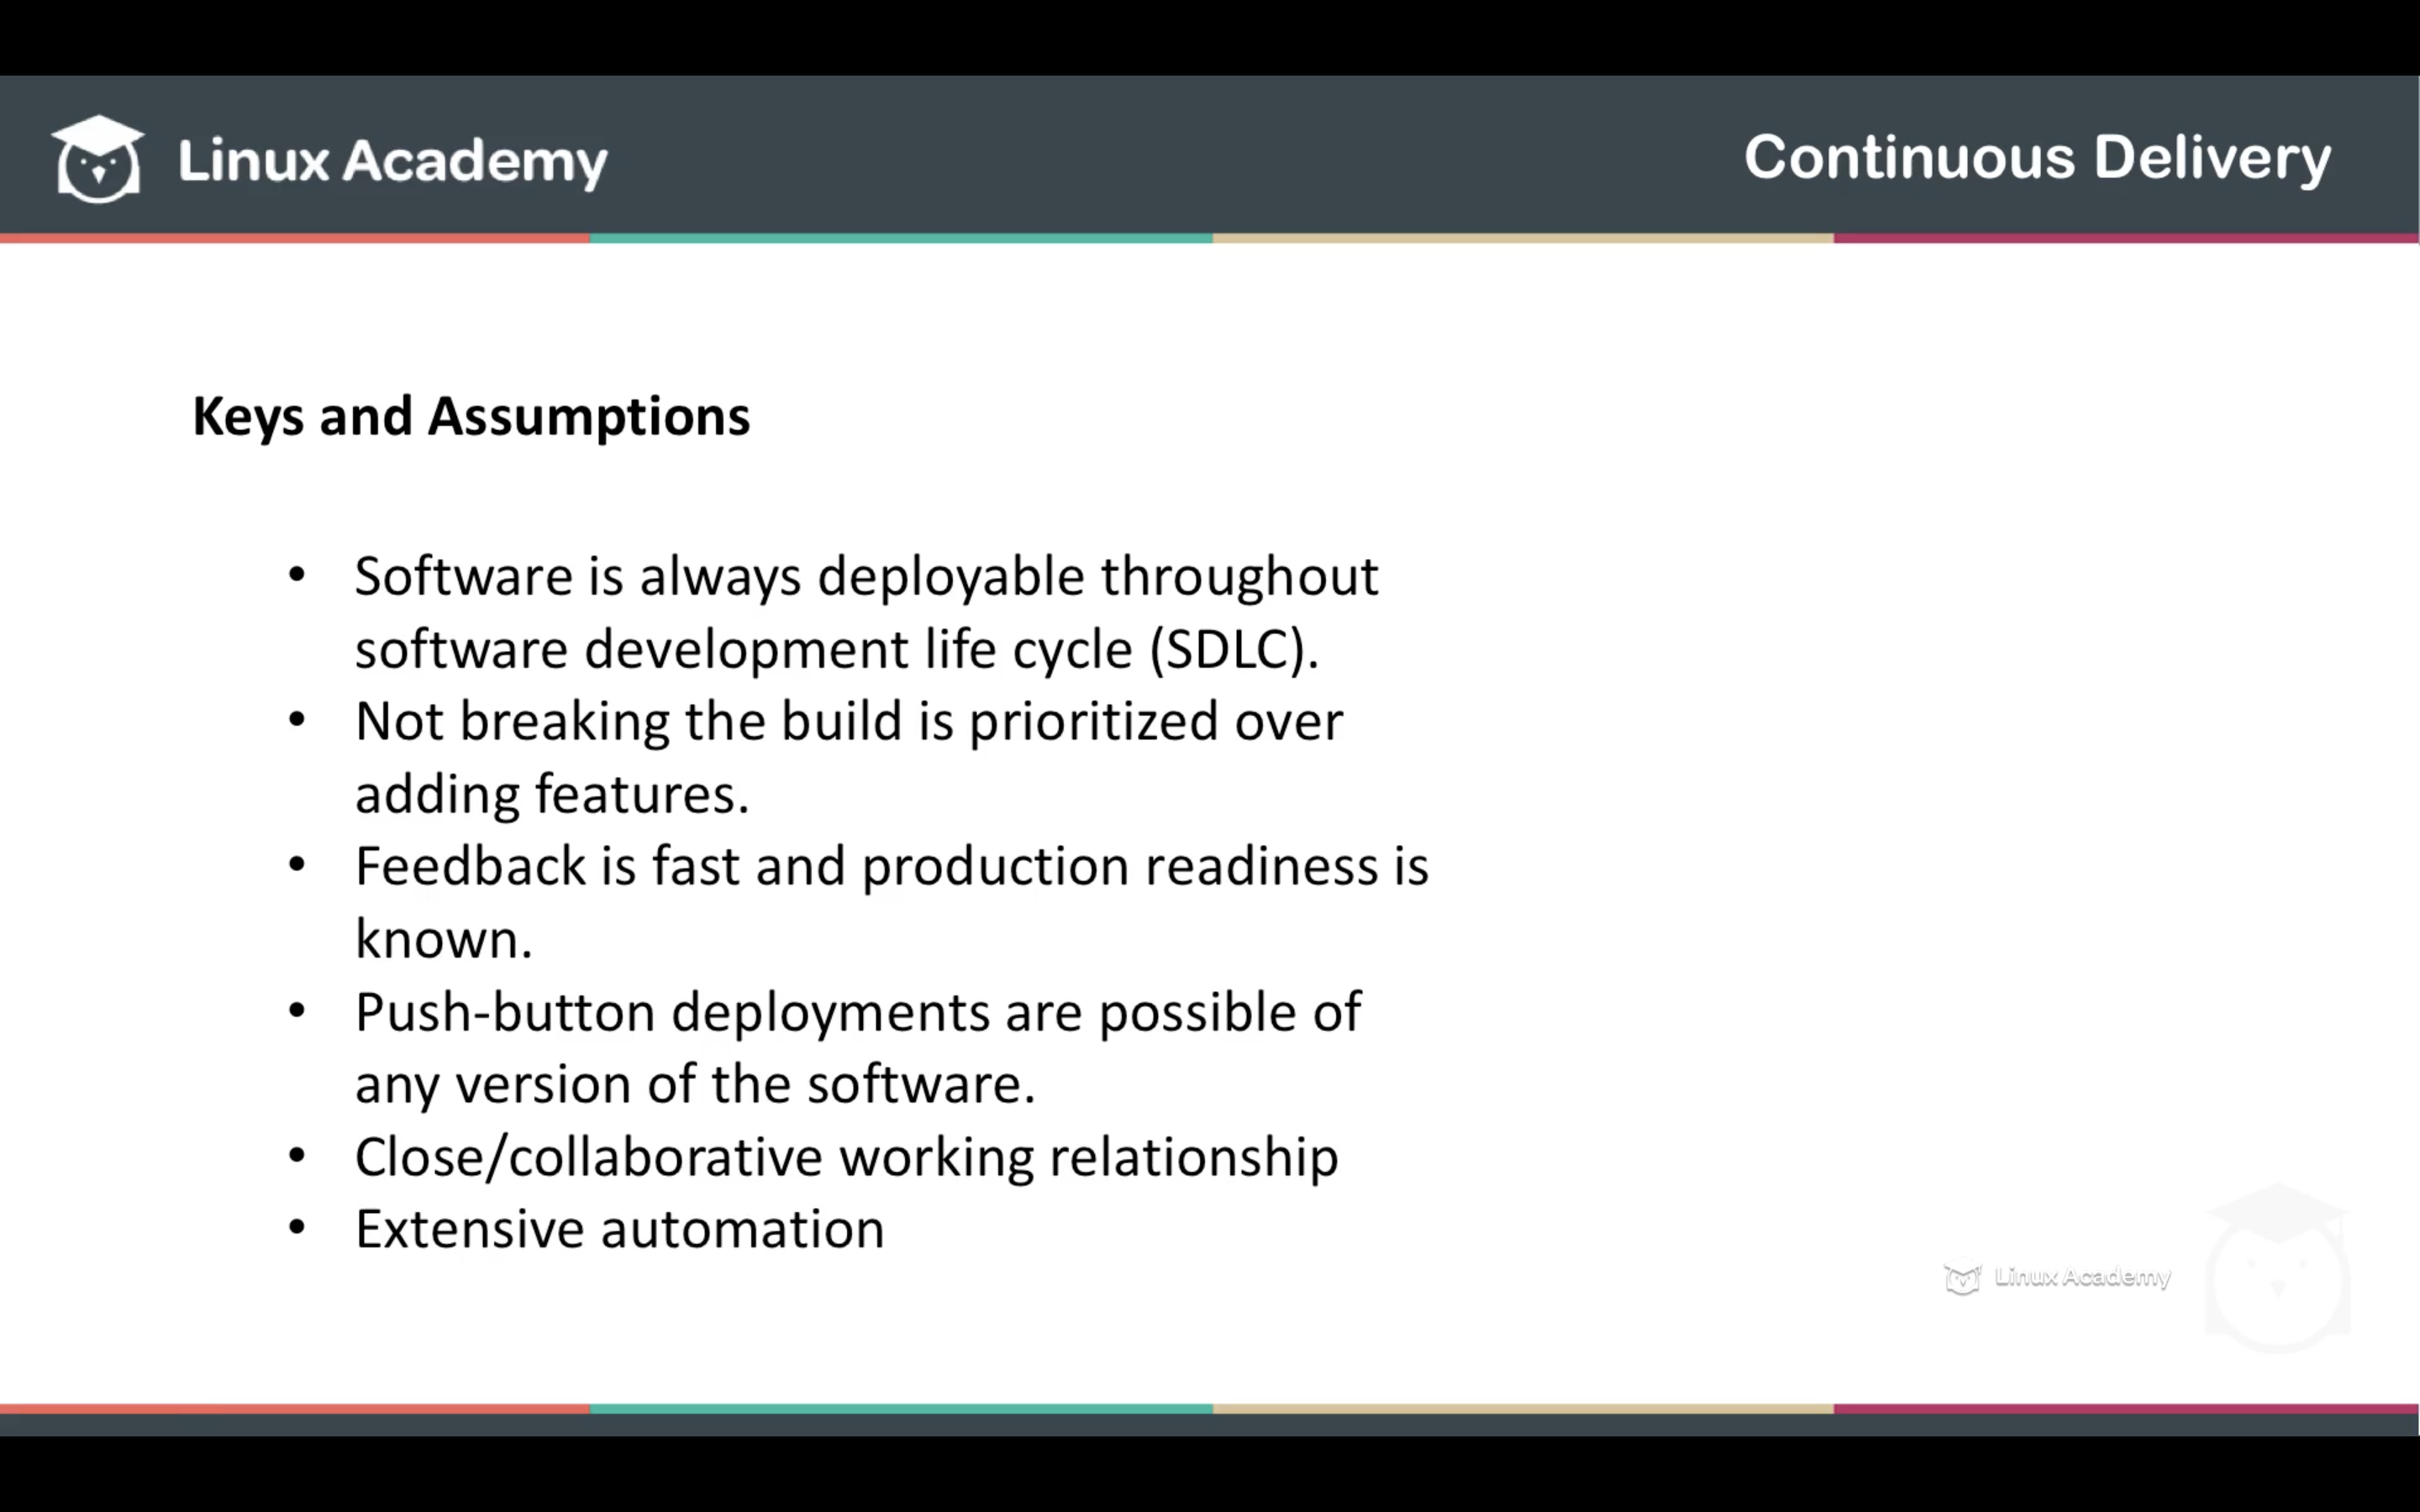 Linux Academy
Continuous Delivery
Keys and Assumptions
• Software is always deployable throughout
software development life cycle (SDLC).
• Not breaking the build is prioritized over
adding features.
• Feedback is fast and production readiness is
known.
• Push-button deployments are possible of
any version of the software.
• Close/collaborative working relationship
• Extensive automation
Linux Academy